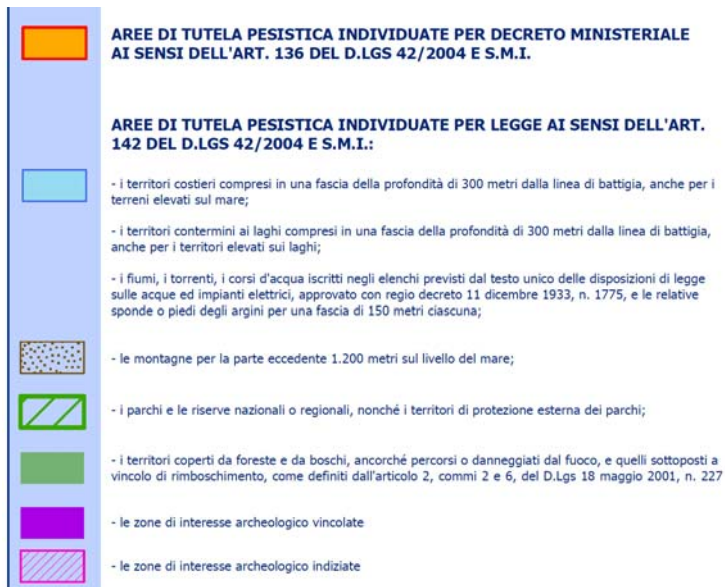 AREE DI TUTELA PESISTICA INDIVIDUATE PER DECRETO MINISTERIALE
AI SENSI DELL'ART. 136 DEL D.LGS 42/2004 E S.M.I.
AREE DI TUTELA PESISTICA INDIVIDUATE PER LEGGE AI SENSI DELL'ART.
142 DEL D.LGS 42/2004 E S.M.I.:
- i territori costieri compresi in una fascia della profondità di 300 metri dalla linea di battigia, anche per i
terreni elevati sul mare;
- i territori contermini ai laghi compresi in una fascia della profondità di 300 metri dalla linea di battigia,
anche per i territori elevati sui laghi;
- i fiumi, i torrenti, i corsi d'acqua iscritti negli elenchi previsti dal testo unico delle disposizioni di legge
sulle acque ed impianti elettrici, approvato con regio decreto 11 dicembre 1933, n. 1775, e le relative
sponde o piedi degli argini per una fascia di 150 metri ciascuna;
- le montagne per la parte eccedente 1.200 metri sul livello del mare;
- i parchi e le riserve nazionali o regionali, nonché i territori di protezione esterna dei parchi;
- i territori coperti da foreste e da boschi, ancorché percorsi o danneggiati dal fuoco, e quelli sottoposti a
vincolo di rimboschimento, come definiti dall'articolo 2, commi 2 e 6, del D.Lgs 18 maggio 2001, n. 227
- le zone di interesse archeologico vincolate
- le zone di interesse archeologico indiziate